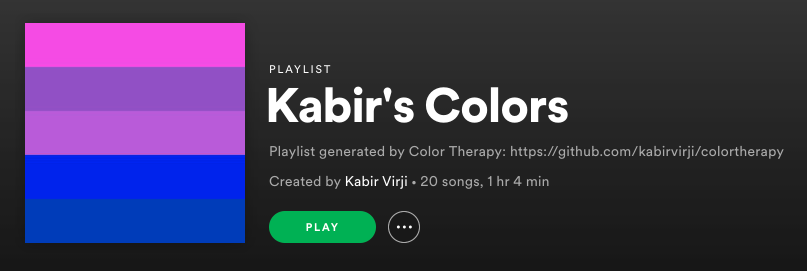 PLAYLIST
Kabir's Colors
Playlist generated by Color Therapy: https://github.com/kabirvirji/colortherapy
Created by Kabir Virji • 20 songs, 1 hr 4 min
PLAY